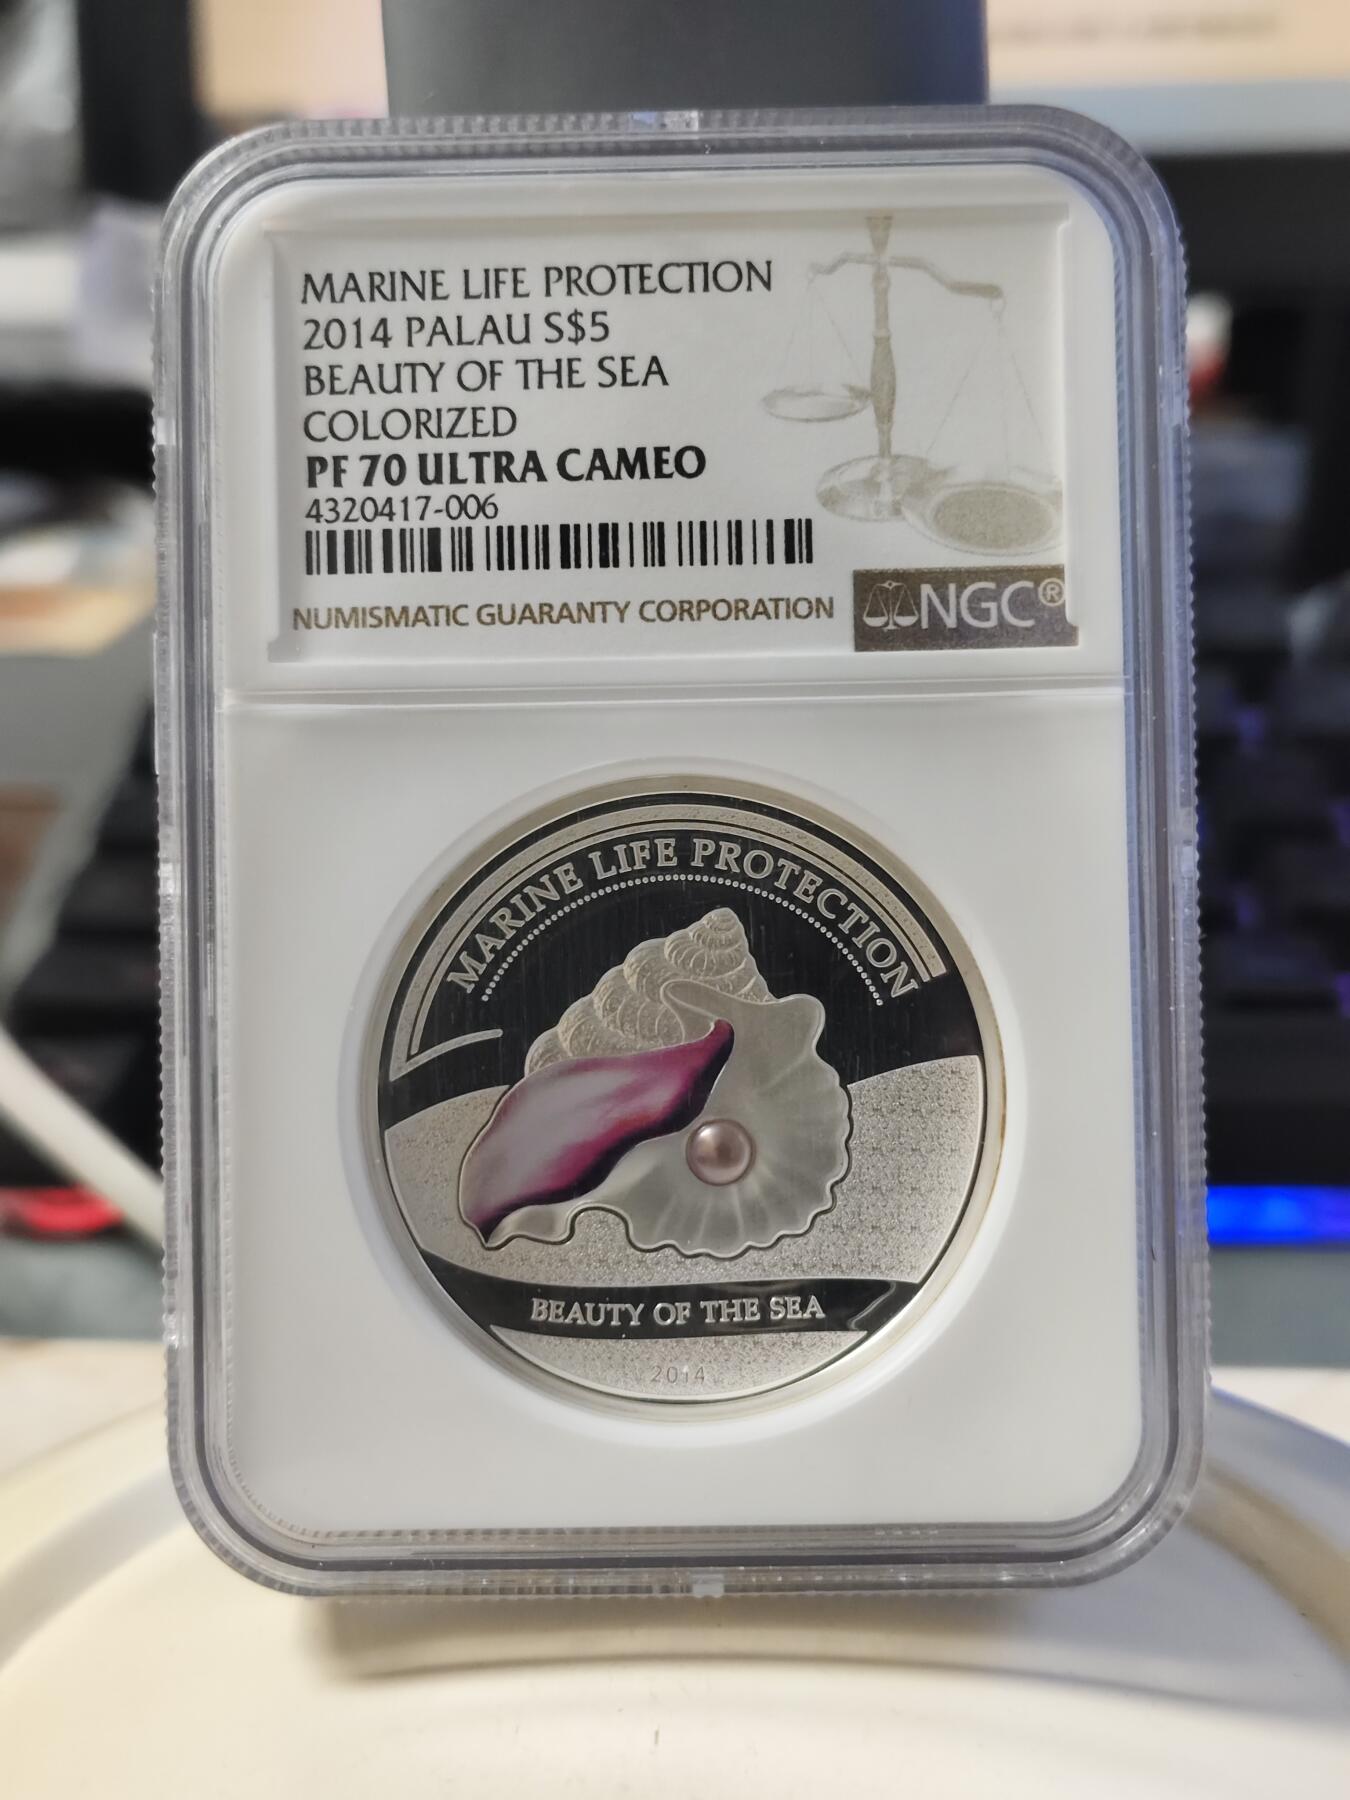 MARINE LIFE PROTECTION
2014 PALAU S$5
BEAUTY OF THE SEA
COLORIZED
PF 70 ULTRA CAMEO
4320417-006
NUMISMATIC GUARANTY CORPORATION
NGC®
MARINE LIFE PROTECTION
BEAUTY OF THE SEA
2014